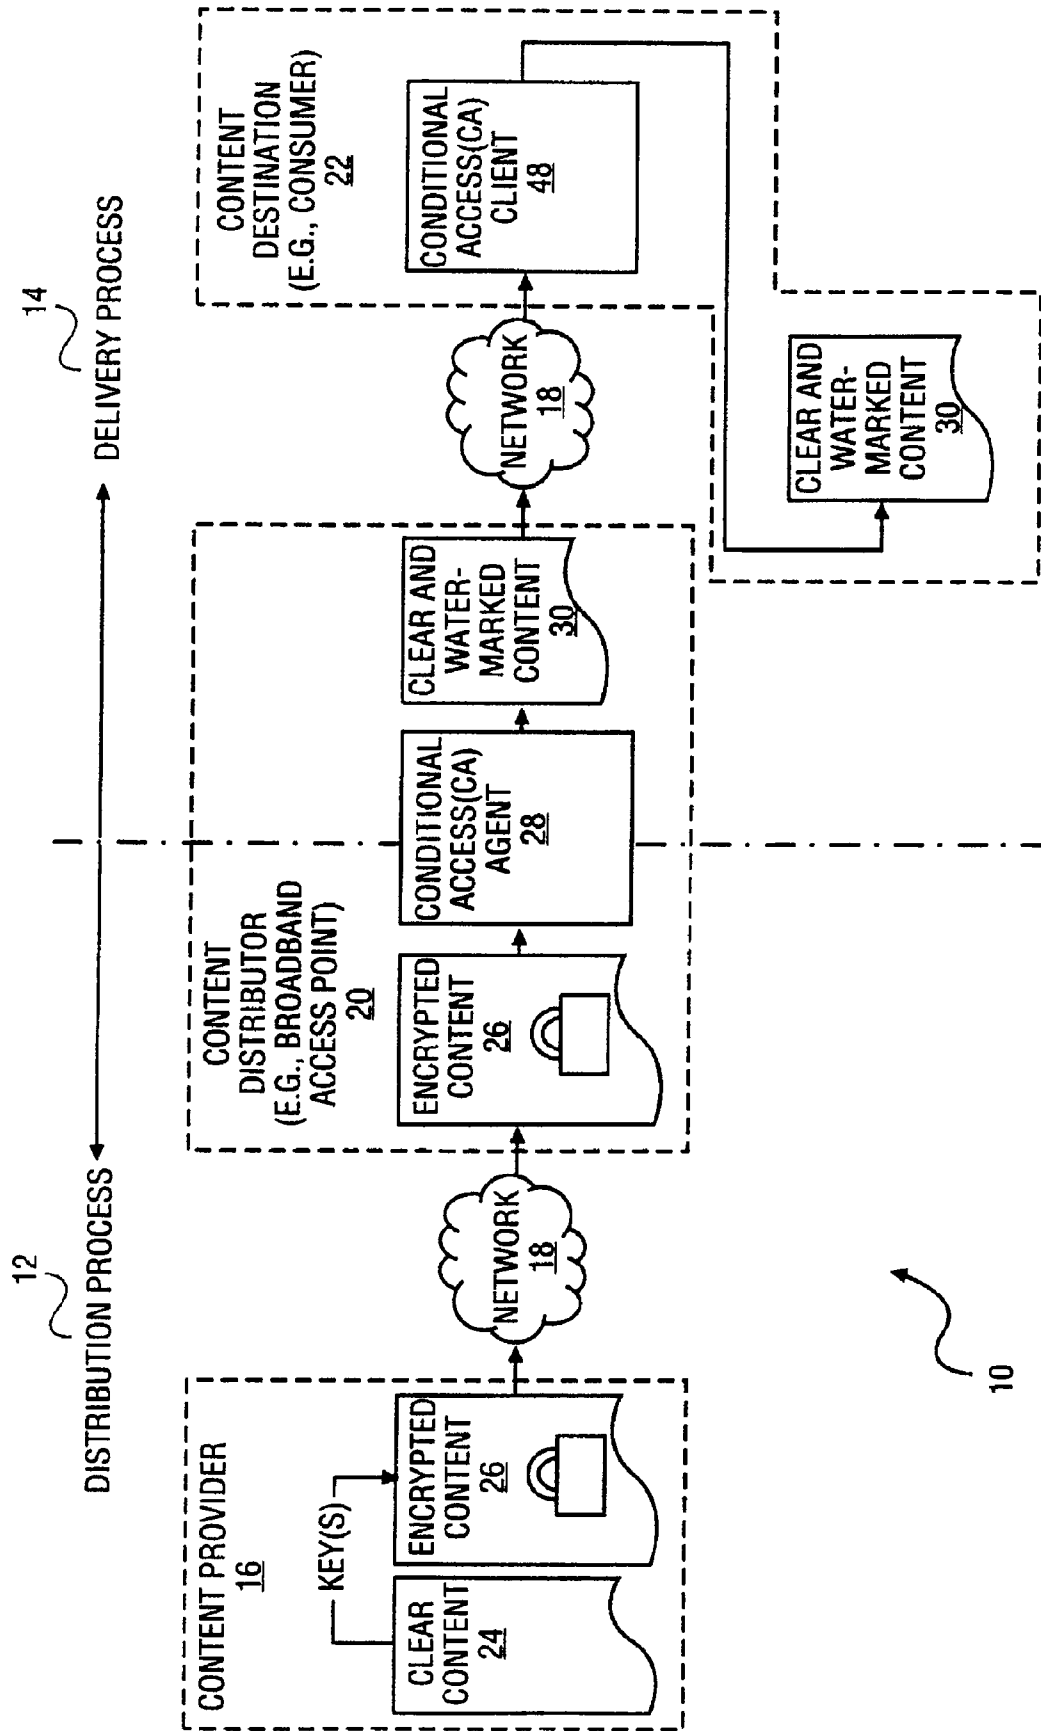 12
DISTRIBUTION PROCESS
14
DELIVERY PROCESS
CONTENT PROVIDER
16
KEY(S)
CLEAR
CONTENT
24
ENCRYPTED
CONTENT
26
NETWORK
18
CONTENT
DISTRIBUTOR
(E.G., BROADBAND
ACCESS POINT)
20
ENCRYPTED
CONTENT
26
CONDITIONAL
ACCESS(CA)
AGENT
28
CLEAR AND
WATER-
MARKED
CONTENT
30
NETWORK
18
CONTENT
DESTINATION
(E.G., CONSUMER)
22
CONDITIONAL
ACCESS(CA)
CLIENT
48
CLEAR AND
WATER-
MARKED
CONTENT
30
10